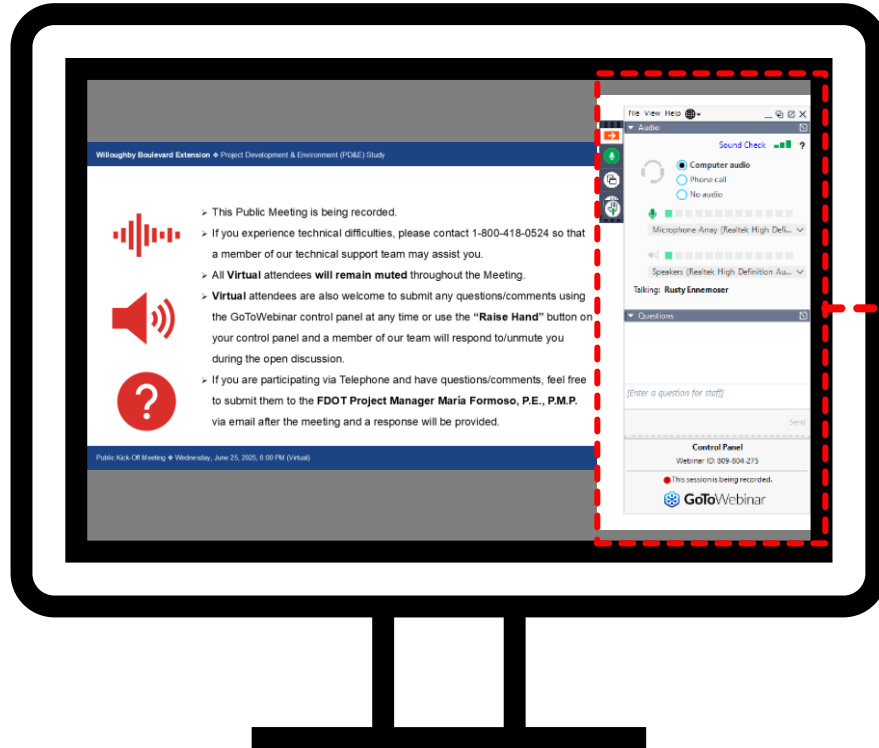 Willoughby Boulevard Extension ❖ Project Development & Environment (PD&E) Study
➢ This Public Meeting is being recorded.
➢ If you experience technical difficulties, please contact 1-800-418-0524 so that
a member of our technical support team may assist you.
➢ All Virtual attendees will remain muted throughout the Meeting.
➢ Virtual attendees are also welcome to submit any questions/comments using
the GoToWebinar control panel at any time or use the “Raise Hand” button on
your control panel and a member of our team will respond to/unmute you
during the open discussion.
➢ If you are participating via Telephone and have questions/comments, feel free
to submit them to the FDOT Project Manager María Formoso, P.E., P.M.P.
via email after the meeting and a response will be provided.
?
Public Kick-Off Meeting ❖ Wednesday, June 25, 2025, 6:00 PM (Virtual)
File View Help
Audio
Sound Check ?
Computer audio
Phone call
No audio
Microphone Array (Realtek High Defi...
Speakers (Realtek High Definition Au...
Talking: Rusty Ennemoser
Questions
[Enter a question for staff]
Send
Control Panel
Webinar ID: 809-804-275
This session is being recorded.
GoToWebinar